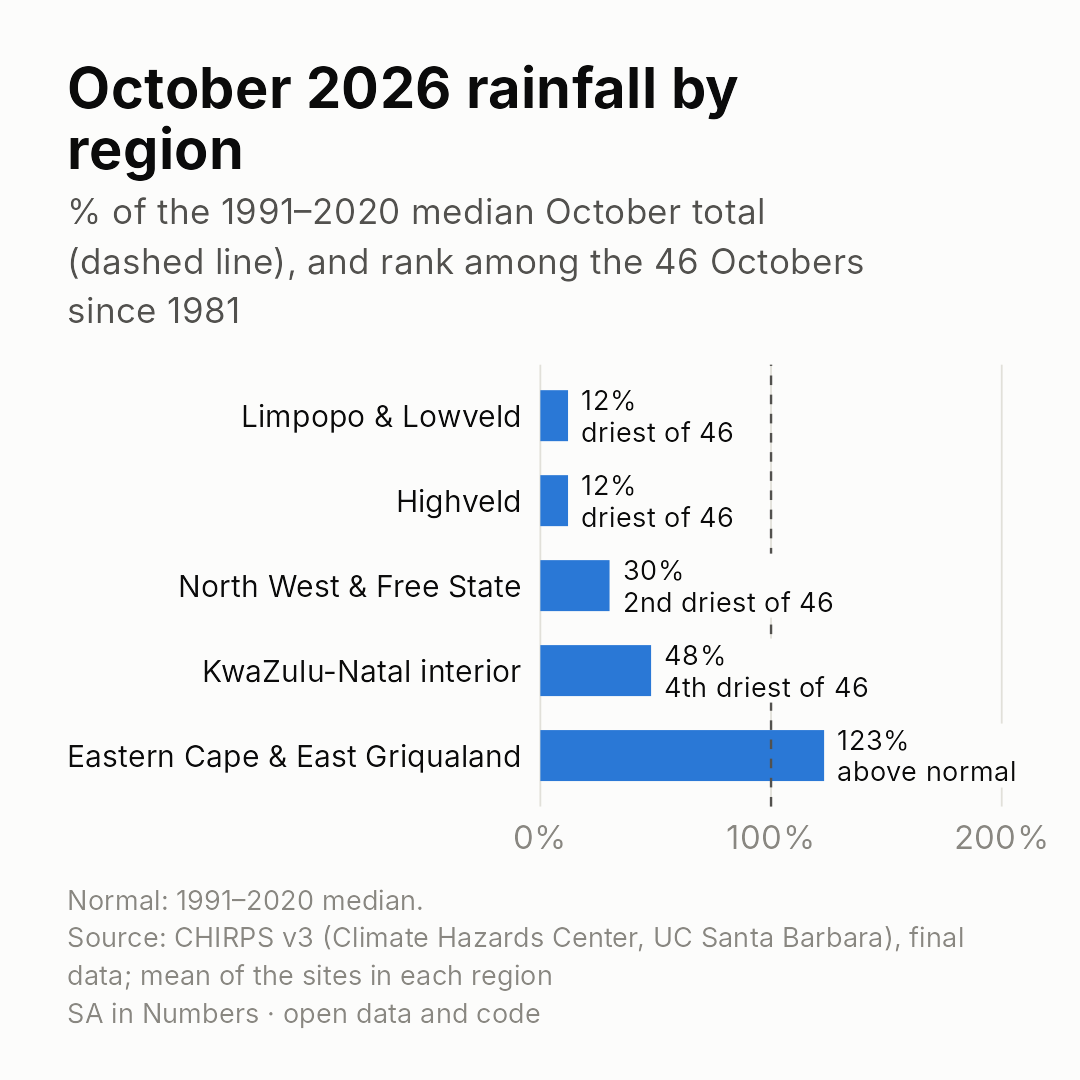 October 2026 rainfall by
region
% of the 1991–2020 median October total
(dashed line), and rank among the 46 Octobers
since 1981
Limpopo & Lowveld
12%
driest of 46
Highveld
12%
driest of 46
North West & Free State
30%
2nd driest of 46
KwaZulu-Natal interior
48%
4th driest of 46
Eastern Cape & East Griqualand
123%
above normal
0% 100% 200%
Normal: 1991–2020 median.
Source: CHIRPS v3 (Climate Hazards Center, UC Santa Barbara), final
data; mean of the sites in each region
SA in Numbers · open data and code